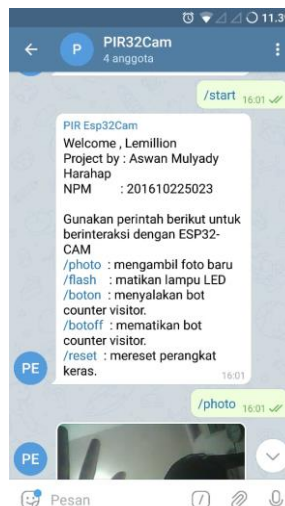 11.3
P
PIR32Cam
4 anggota
/start 16:01
PIR Esp32Cam
Welcome , Lemillion
Project by : Aswan Mulyady
Harahap
NPM : 201610225023
Gunakan perintah berikut untuk
berinteraksi dengan ESP32-
CAM
/photo : mengambil foto baru
/flash : matikan lampu LED
/boton : menyalakan bot
counter visitor.
/botoff : mematikan bot
counter visitor.
/reset : mereset perangkat
keras.
16:01
PE
/photo 16:01
PE
Pesan